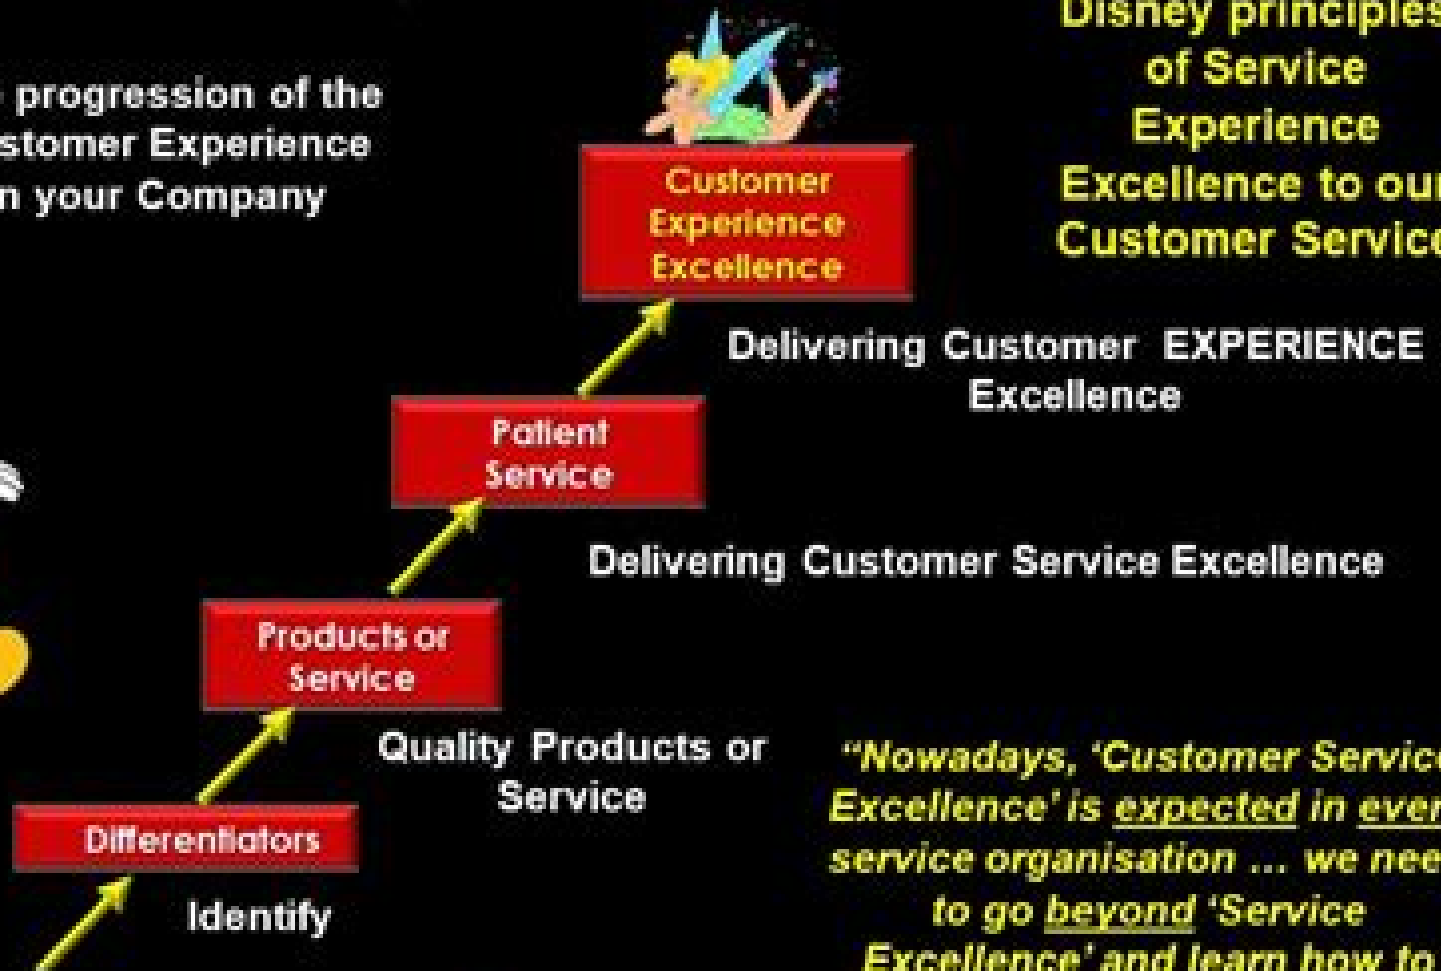 progression of the
stomer Experience
n your Company
Disney principles
of Service
Experience
Excellence to our
Customer Service
Customer
Experience
Excellence
Delivering Customer EXPERIENCE
Excellence
Patient
Service
Delivering Customer Service Excellence
Products or
Service
Quality Products or
Service
Differentiators
Identify
“Nowadays, ‘Customer Service
Excellence’ is expected in ever
service organisation ... we nee
to go beyond ‘Service
Excellence’ and learn how to